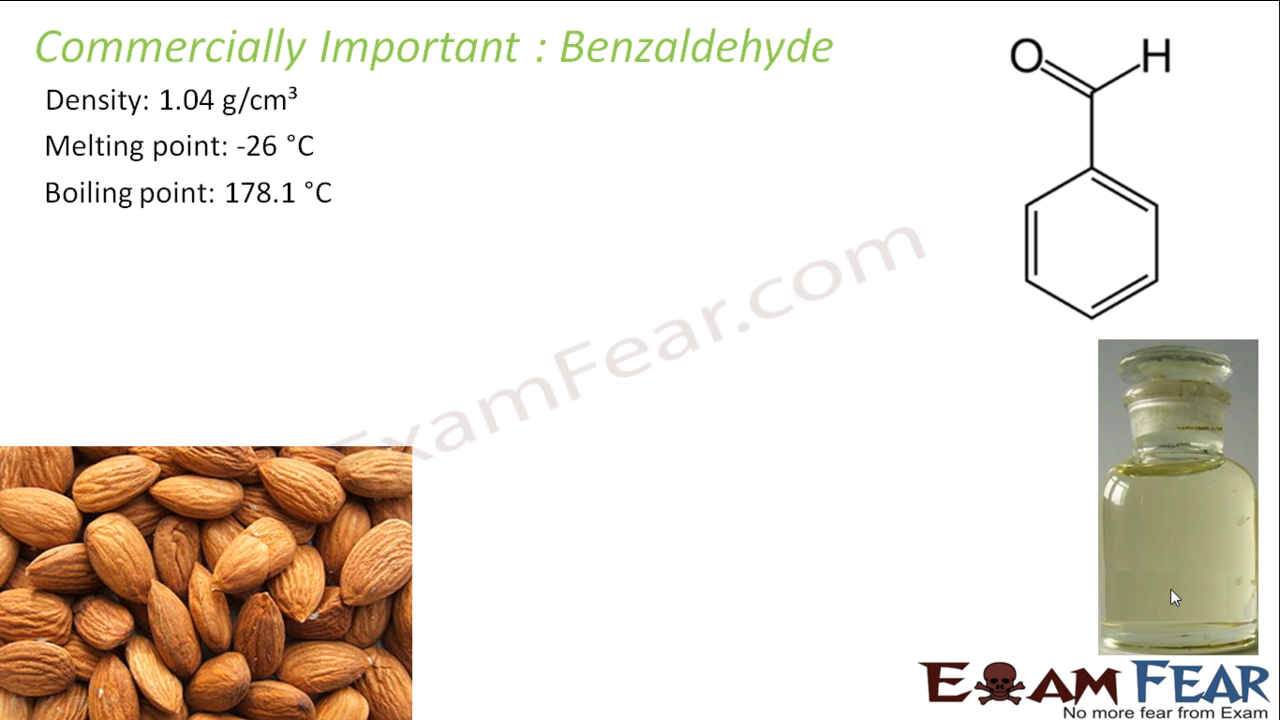 Commercially Important : Benzaldehyde
Density: 1.04 g/cm³
Melting point: -26 °C
Boiling point: 178.1 °C
O H
ExamFear.com
EXAM FEAR
No more fear from Exam